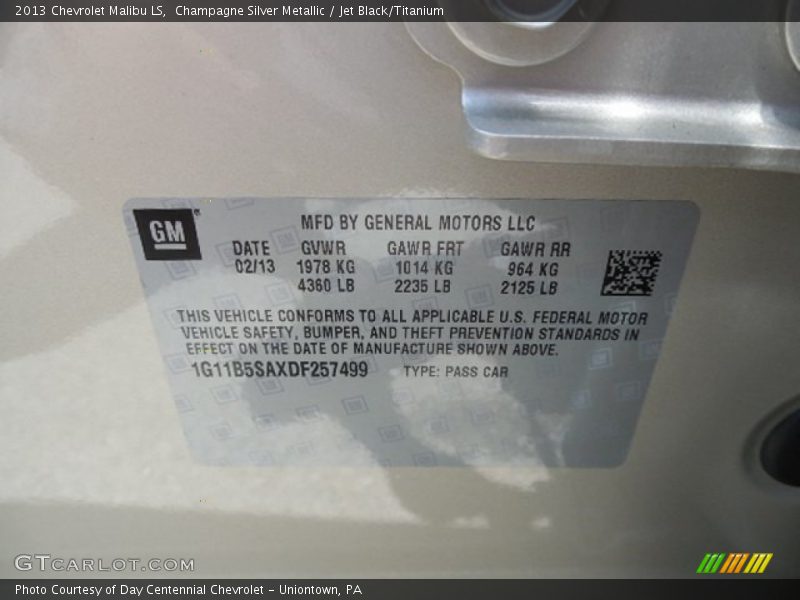 2013 Chevrolet Malibu LS,  Champagne Silver Metallic / Jet Black/Titanium
GM®
MFD BY GENERAL MOTORS LLC
DATE GVWR GAWR FRT GAWR RR
02/13 1978 KG 1014 KG 964 KG
4360 LB 2235 LB 2125 LB
THIS VEHICLE CONFORMS TO ALL APPLICABLE U.S. FEDERAL MOTOR
VEHICLE SAFETY, BUMPER, AND THEFT PREVENTION STANDARDS IN
EFFECT ON THE DATE OF MANUFACTURE SHOWN ABOVE.
1G11B5SAXDF257499 TYPE: PASS CAR
GTCARLOT.COM
Photo Courtesy of Day Centennial Chevrolet - Uniontown, PA